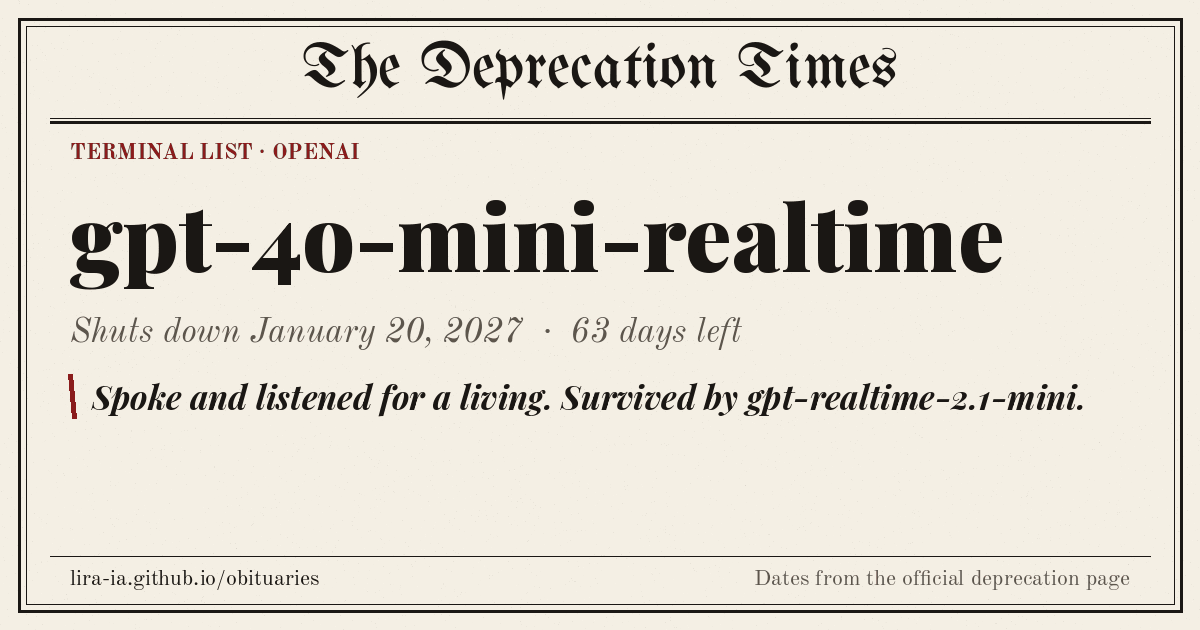 The Deprecation Times
TERMINAL LIST · OPENAI
gpt-4o-mini-realtime
Shuts down January 20, 2027 · 63 days left
Spoke and listened for a living. Survived by gpt-realtime-2.1-mini.
lira-ia.github.io/obituaries
Dates from the official deprecation page